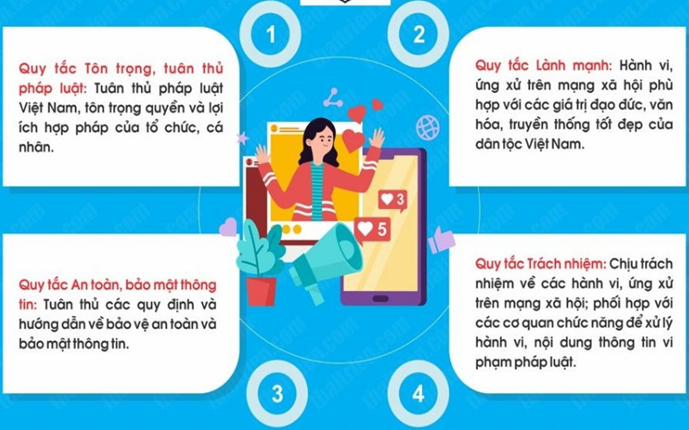 1
Quy tắc Tôn trọng, tuân thủ
pháp luật: Tuân thủ pháp luật
Việt Nam, tôn trọng quyền và lợi
ích hợp pháp của tổ chức, cá
nhân.
2
Quy tắc Lành mạnh: Hành vi,
ứng xử trên mạng xã hội phù
hợp với các giá trị đạo đức, văn
hóa, truyền thống tốt đẹp của
dân tộc Việt Nam.
3
5
Quy tắc An toàn, bảo mật thông
tin: Tuân thủ các quy định và
hướng dẫn về bảo vệ an toàn và
bảo mật thông tin.
3
Quy tắc Trách nhiệm: Chịu trách
nhiệm về các hành vi, ứng xử
trên mạng xã hội; phối hợp với
các cơ quan chức năng để xử lý
hành vi, nội dung thông tin vi
phạm pháp luật.
4